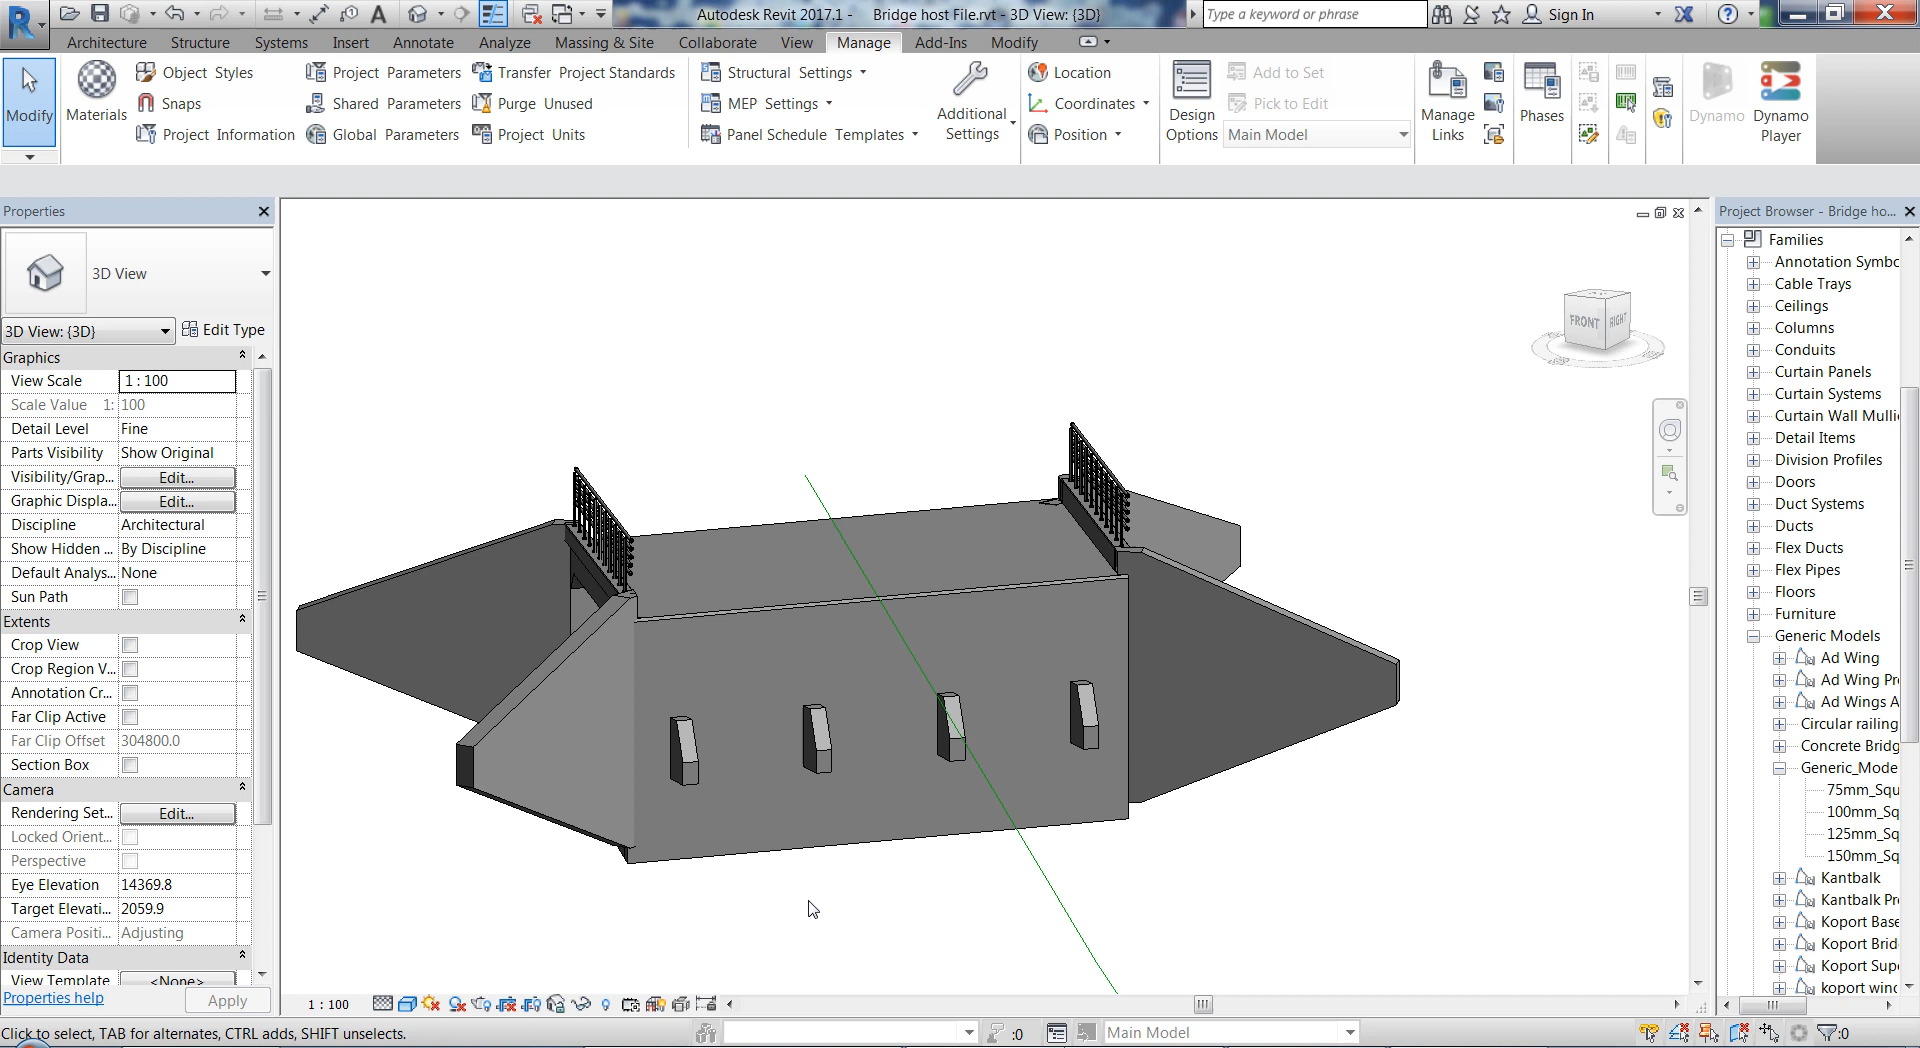 Autodesk Revit 2017.1 - Bridge host File.rvt - 3D View: {3D}
Type a keyword or phrase
Sign In
Architecture Structure Systems Insert Annotate Analyze Massing & Site Collaborate View Manage Add-Ins Modify
Modify
Materials
Object Styles
Snaps
Project Information
Project Parameters
Shared Parameters
Global Parameters
Transfer Project Standards
Purge Unused
Project Units
Structural Settings
MEP Settings
Panel Schedule Templates
Additional
Settings
Location
Coordinates
Position
Design
Options
Add to Set
Pick to Edit
Main Model
Manage
Links
Phases
Dynamo
Dynamo
Player
Properties
3D View
3D View: {3D}
Edit Type
Graphics
View Scale 1 : 100
Scale Value 1: 100
Detail Level Fine
Parts Visibility Show Original
Visibility/Grap... Edit...
Graphic Displa... Edit...
Discipline Architectural
Show Hidden ... By Discipline
Default Analys... None
Sun Path
Extents
Crop View
Crop Region V...
Annotation Cr...
Far Clip Active
Far Clip Offset 304800.0
Section Box
Camera
Rendering Set... Edit...
Locked Orient...
Perspective
Eye Elevation 14369.8
Target Elevati... 2059.9
Camera Positi... Adjusting
Identity Data
View Template <None>
Properties help
Apply
FRONT
RIGHT
Project Browser - Bridge ho...
Families
Annotation Symbo
Cable Trays
Ceilings
Columns
Conduits
Curtain Panels
Curtain Systems
Curtain Wall Mulli
Detail Items
Division Profiles
Doors
Duct Systems
Ducts
Flex Ducts
Flex Pipes
Floors
Furniture
Generic Models
Ad Wing
Ad Wing Pr
Ad Wings A
Circular railing
Concrete Bridg
Generic_Mode
75mm_Squ
100mm_Sq
125mm_Sq
150mm_Sq
Kantbalk
Kantbalk Pr
Koport Base
Koport Brid
Koport Sup
koport wind
1 : 100
Click to select, TAB for alternates, CTRL adds, SHIFT unselects.
:0
Main Model
:0